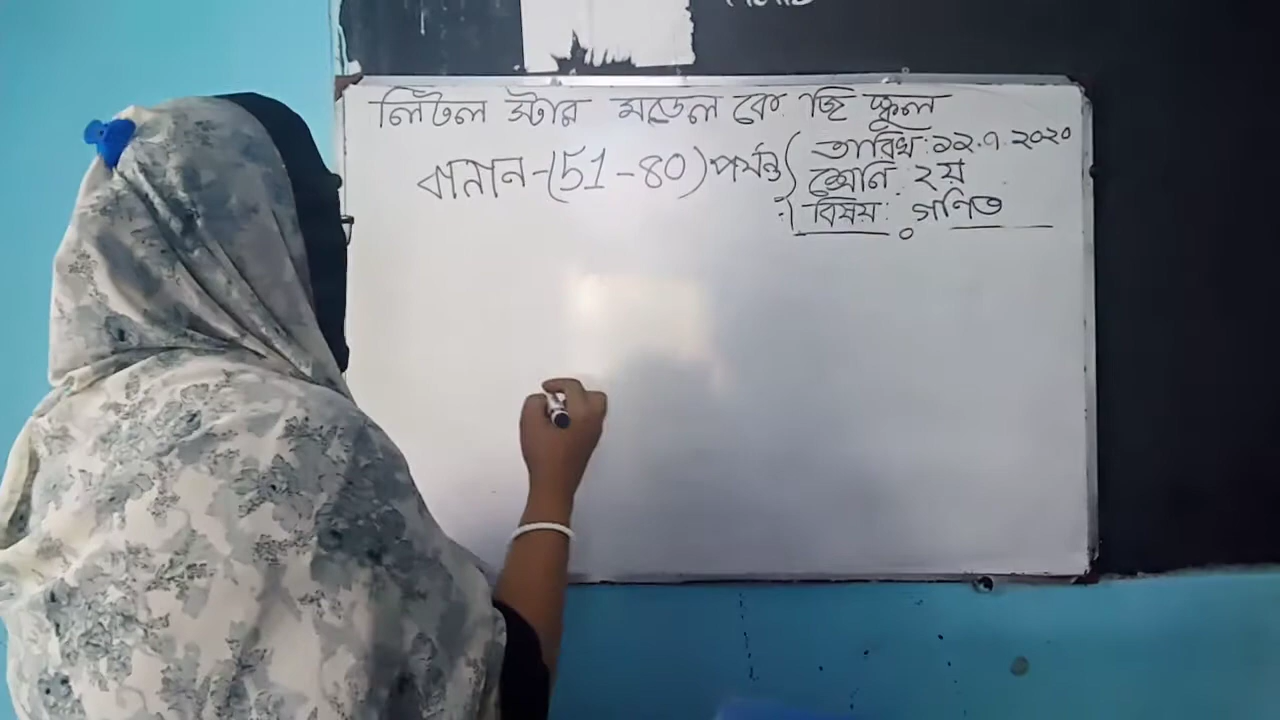 লিটল স্টার মডেল কে জি স্কুল
বানান-(51-80) পর্যন্ত
তারিখ: ১২.৭.২০২০
শ্রেনি: ২য়
বিষয়: গণিত